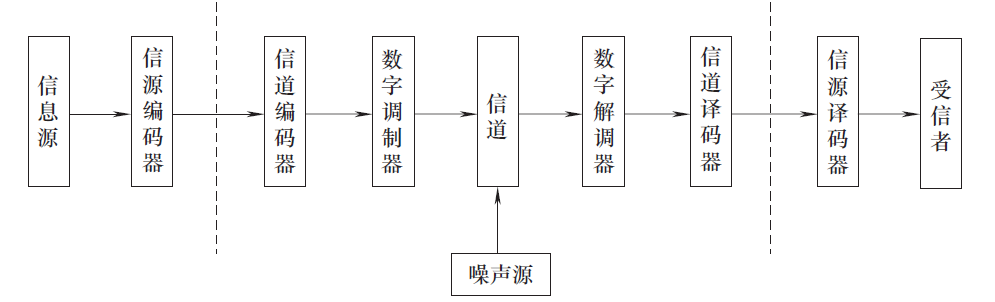 信息源
信源编码器
信道编码器
数字调制器
信道
数字解调器
信道译码器
信源译码器
受信者
噪声源